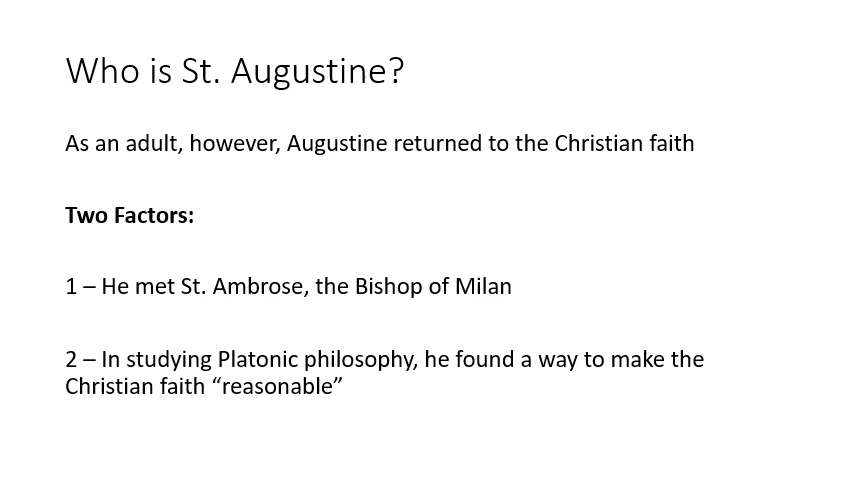 Who is St. Augustine?
As an adult, however, Augustine returned to the Christian faith
Two Factors:
1 – He met St. Ambrose, the Bishop of Milan
2 – In studying Platonic philosophy, he found a way to make the
Christian faith “reasonable”